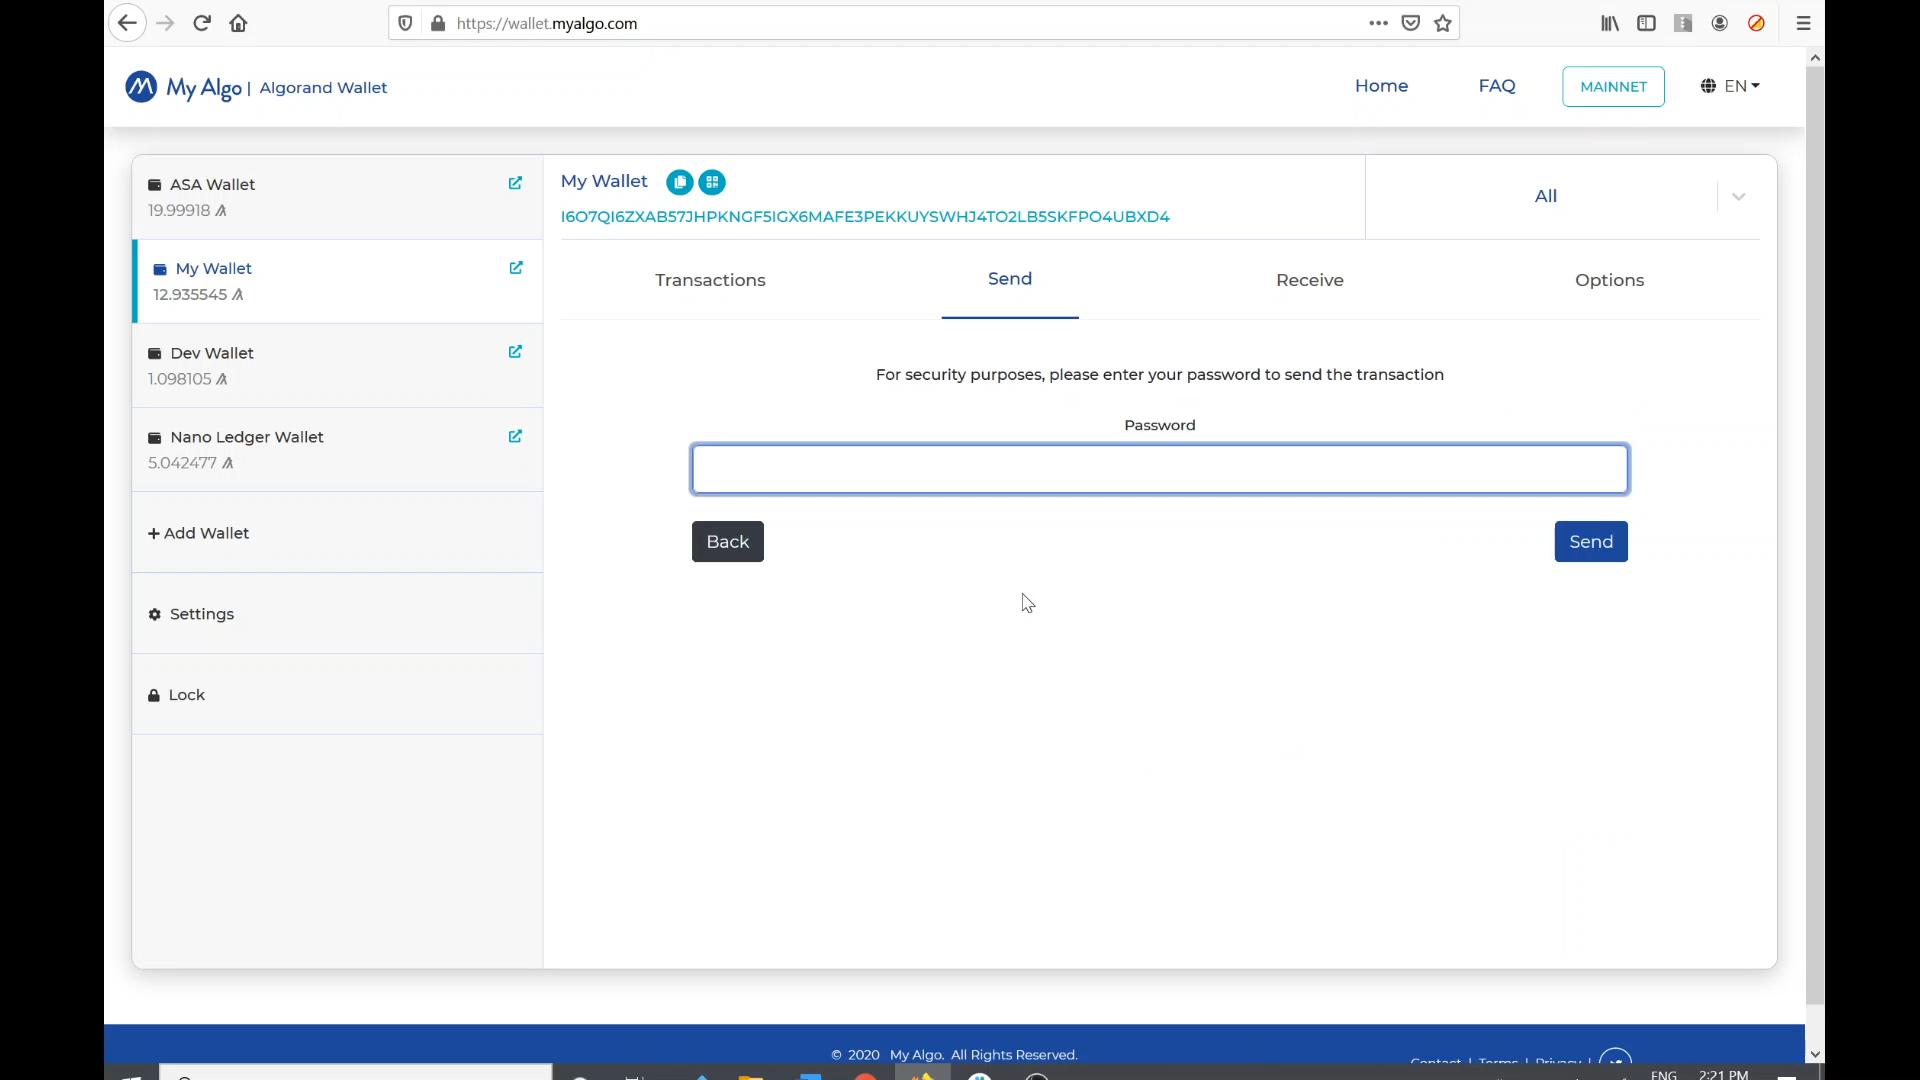 https://wallet.myalgo.com
My Algo | Algorand Wallet
Home
FAQ
MAINNET
EN
ASA Wallet
19.99918
My Wallet
12.935545
Dev Wallet
1.098105
Nano Ledger Wallet
5.042477
+ Add Wallet
Settings
Lock
My Wallet
I6O7QI6ZXAB57JHPKNGF5IGX6MAFE3PEKKUYSWHJ4TO2LB5SKFPO4UBXD4
All
Transactions
Send
Receive
Options
For security purposes, please enter your password to send the transaction
Password
Back
Send
© 2020 My Algo. All Rights Reserved.
Contact | Terms | Privacy |
ENG
2:21 PM